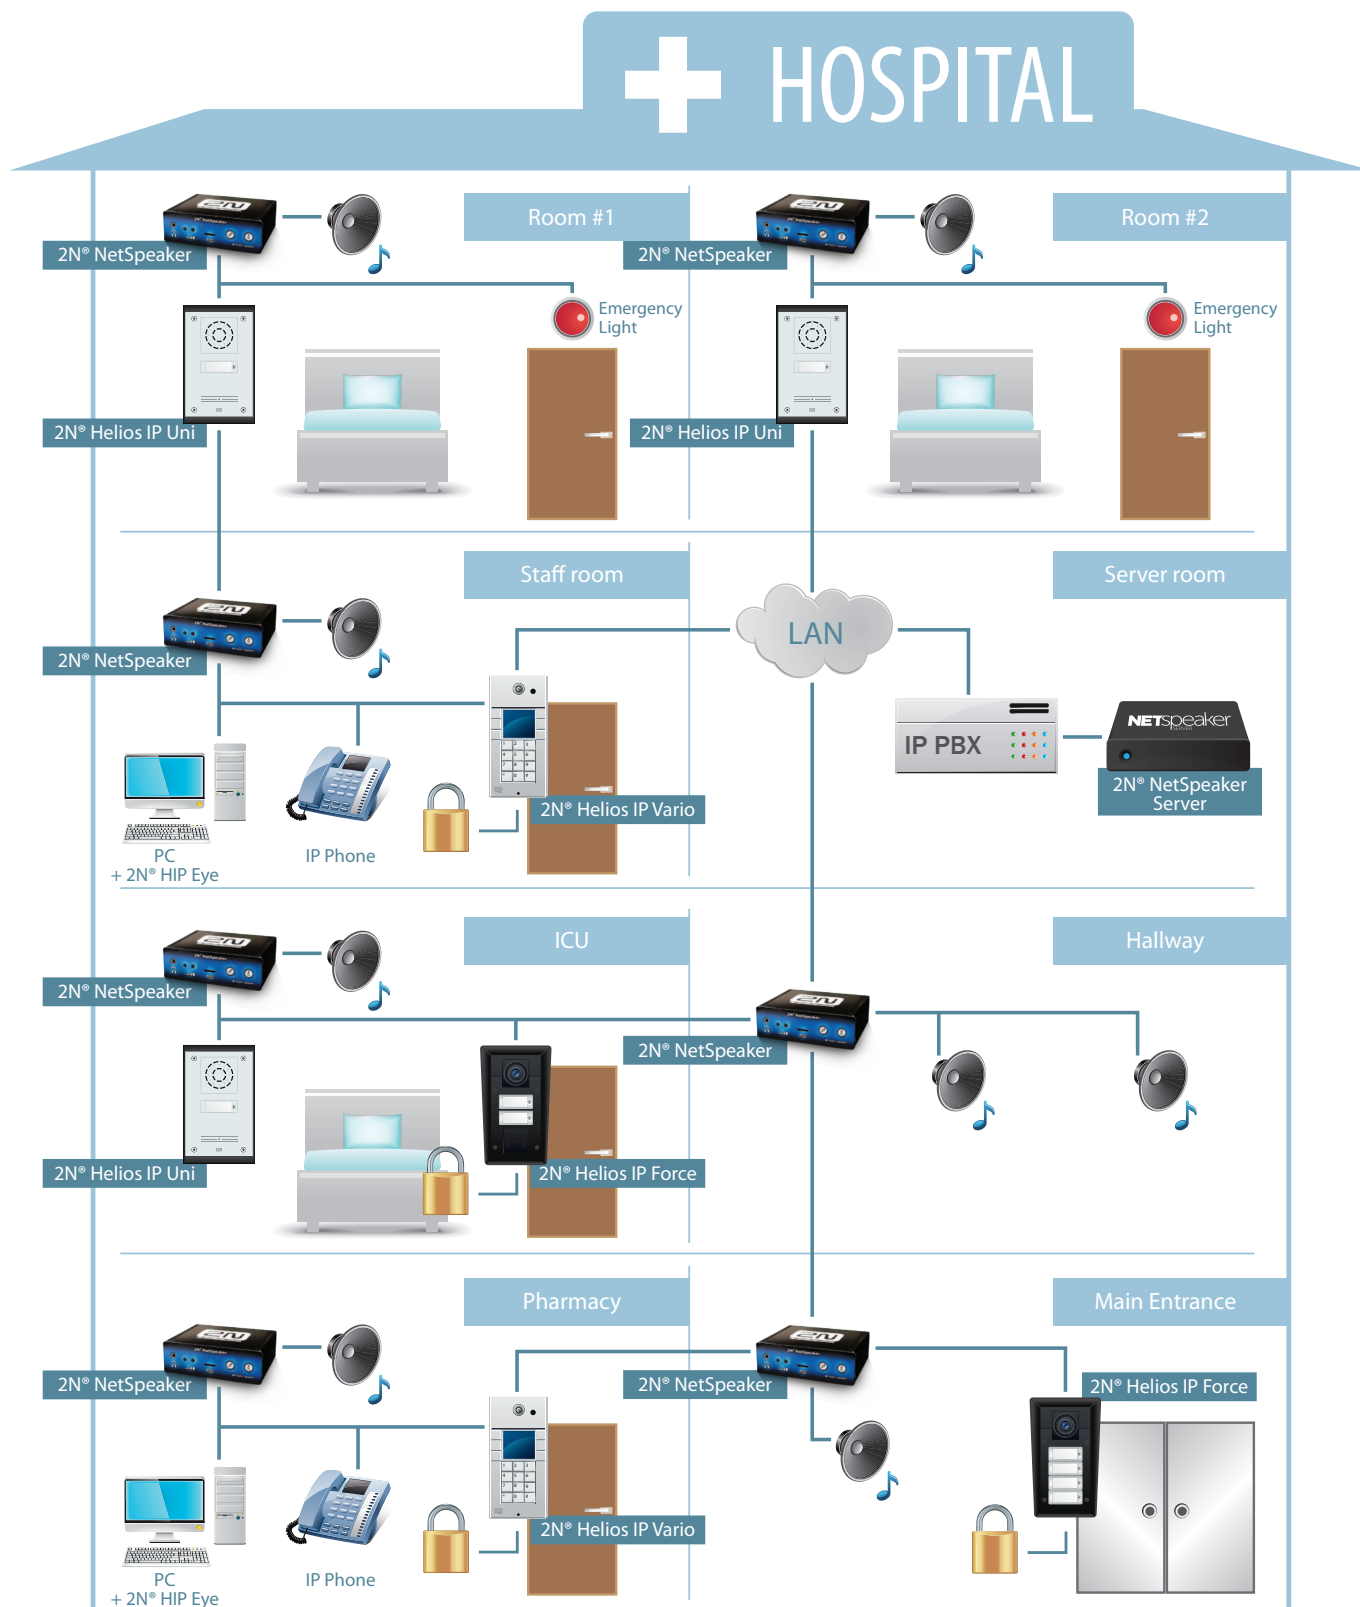 HOSPITAL
Room #1
Room #2
2N® NetSpeaker
2N® NetSpeaker
Emergency
Light
Emergency
Light
2N® Helios IP Uni
2N® Helios IP Uni
Staff room
Server room
LAN
2N® NetSpeaker
IP PBX
NETspeaker
SERVER
2N® NetSpeaker
Server
2N® Helios IP Vario
PC
+ 2N® HIP Eye
IP Phone
ICU
Hallway
2N® NetSpeaker
2N® NetSpeaker
2N® Helios IP Uni
2N® Helios IP Force
Pharmacy
Main Entrance
2N® NetSpeaker
2N® NetSpeaker
2N® Helios IP Force
2N® Helios IP Vario
PC
+ 2N® HIP Eye
IP Phone